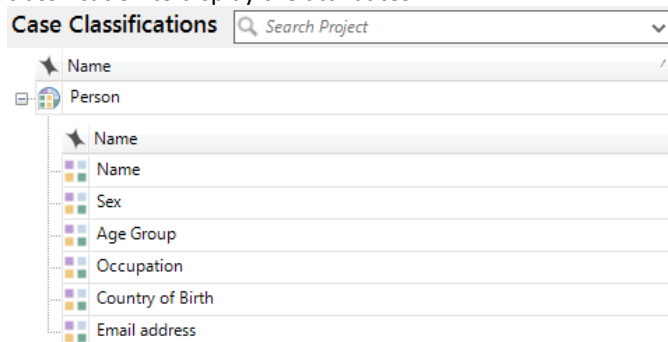 Case Classifications Search Project
Name
Person
Name
Name
Sex
Age Group
Occupation
Country of Birth
Email address